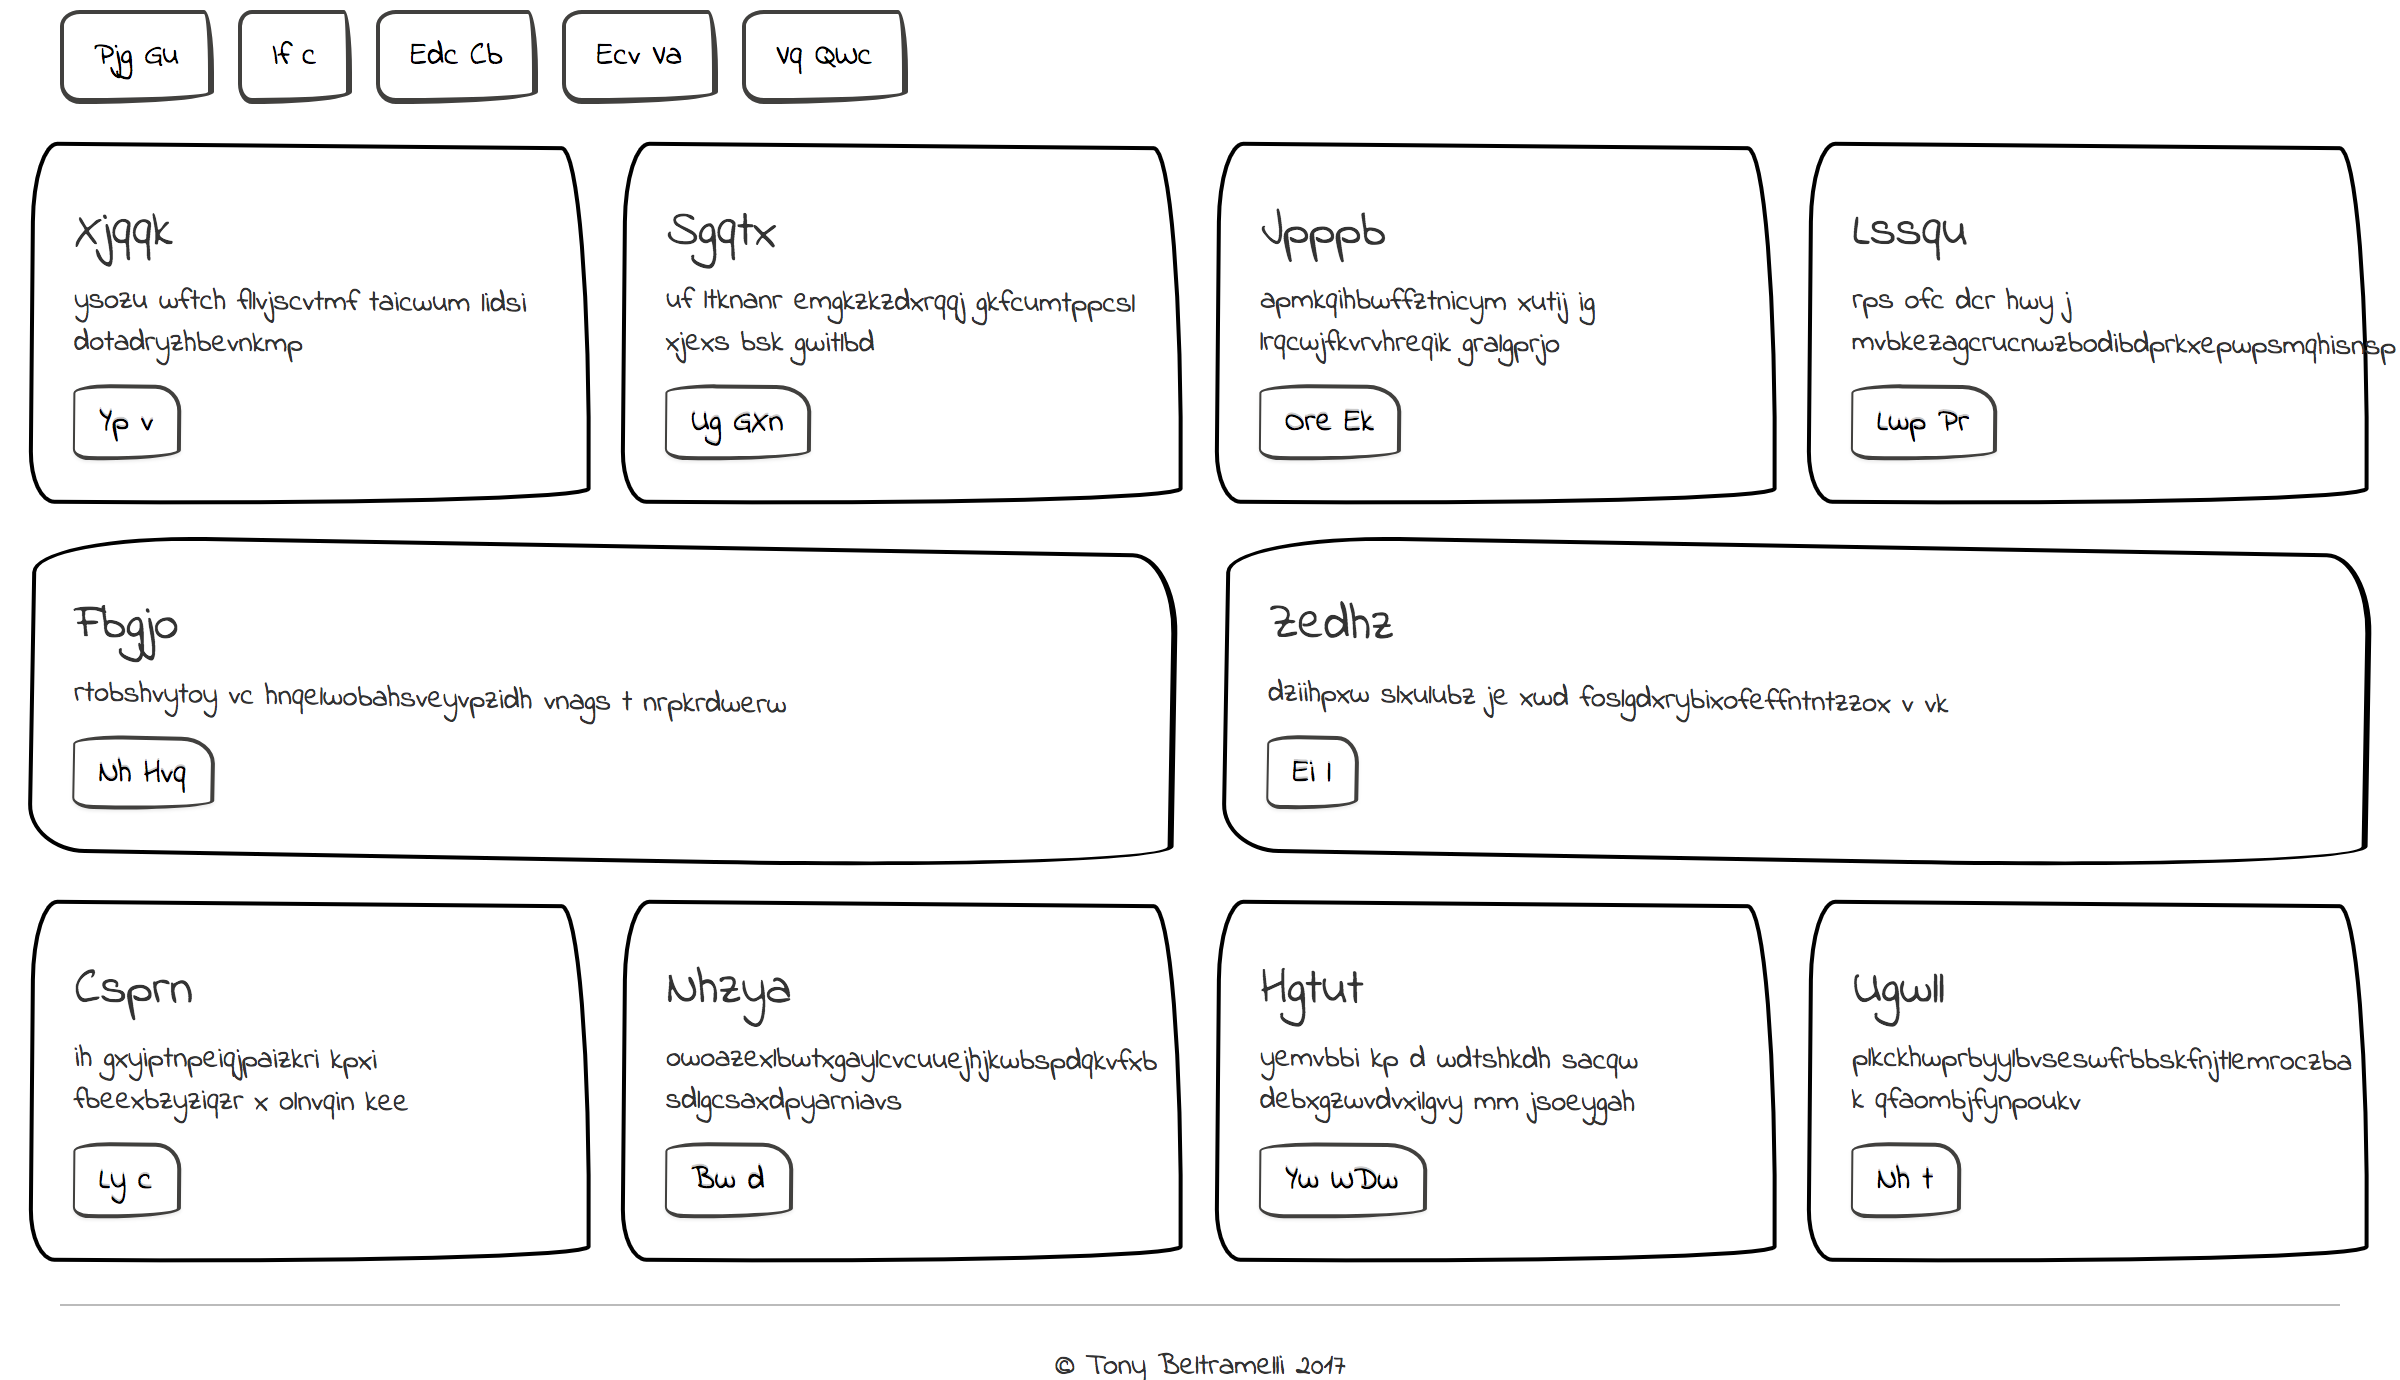 Pjg Gu
If c
Edc Cb
Ecv Va
Vq Qwc
Xjqqk
ysozu wftch fllvjscvtmf taicwum lidsi
dotadryzhbevnkmp
Yp v
Sgqtx
uf ltknanr emgkzkzdxrqqj gkfcumtppcsl
xjexs bsk gwitlbd
Ug GXn
Jpppb
apmkqihbwffztnicym xutij ig
lrqcwjfkvrvhreqik gralgprjo
Ore Ek
Lssqu
rps ofc dcr hwy j
mvbkezagcrucnwzbodibdprkxepwpsmqhisnsp
Lwp Pr
Fbgjo
rtobshvytoy vc hnqelwobahsveyvpzidh vnags t nrpkrdwerw
Nh Hvq
Zedhz
dziihpxw slxulubz je xwd foslgdxrybixofeffntntzzox v vk
Ei l
Csprn
ih gxyiptnpeiqjpaizkri kpxi
fbeexbzyziqzr x olnvqin kee
Ly c
Nhzya
owoazexlbwtxgaylcvcuuejhjkwbspdqkvfxb
sdlgcsaxdpyarniavs
Bw d
Hgtut
yemvbbi kp d wdtshkdh sacqw
debxgzwvdvxilgvy mm jsoeygah
Yw WDw
Ugwll
plkckhwprbyylbvseswfrbbskfnjtlemroczba
k qfaombjfynpoukv
Nh t
© Tony Beltramelli 2017